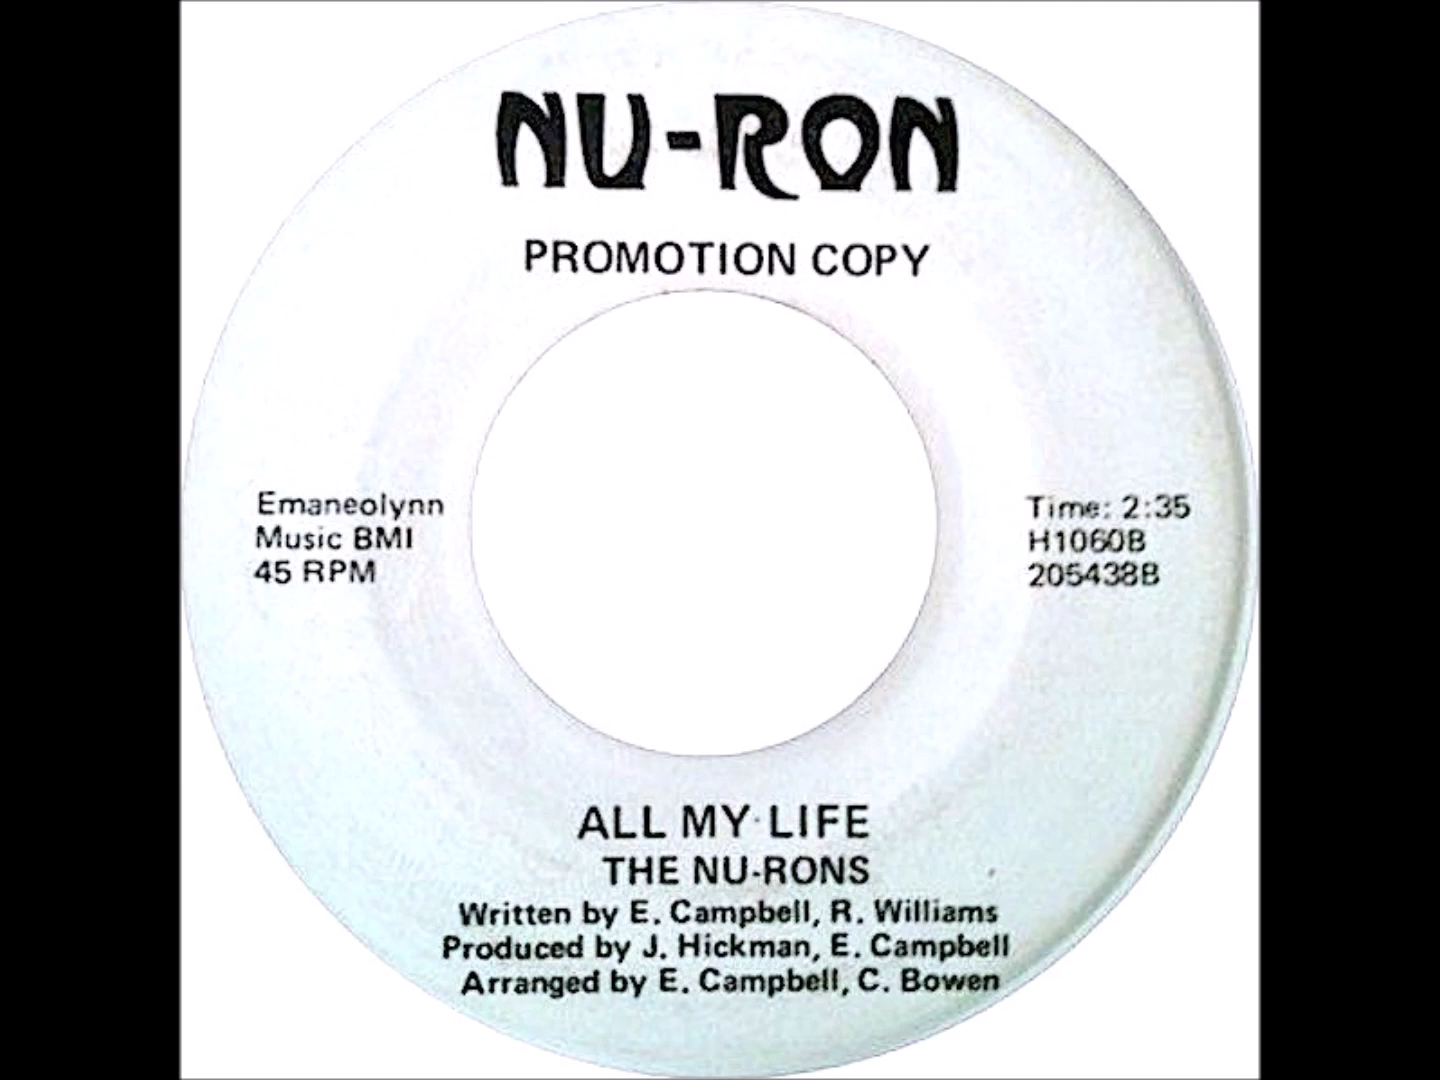 NU-RON
PROMOTION COPY
Emaneolynn
Music BMI
45 RPM
Time: 2:35
H1060B
205438B
ALL MY LIFE
THE NU-RONS
Written by E. Campbell, R. Williams
Produced by J. Hickman, E. Campbell
Arranged by E. Campbell, C. Bowen